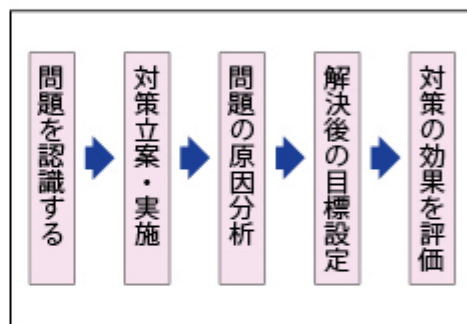 問題を認識する
対策立案・実施
問題の原因分析
解決後の目標設定
対策の効果を評価